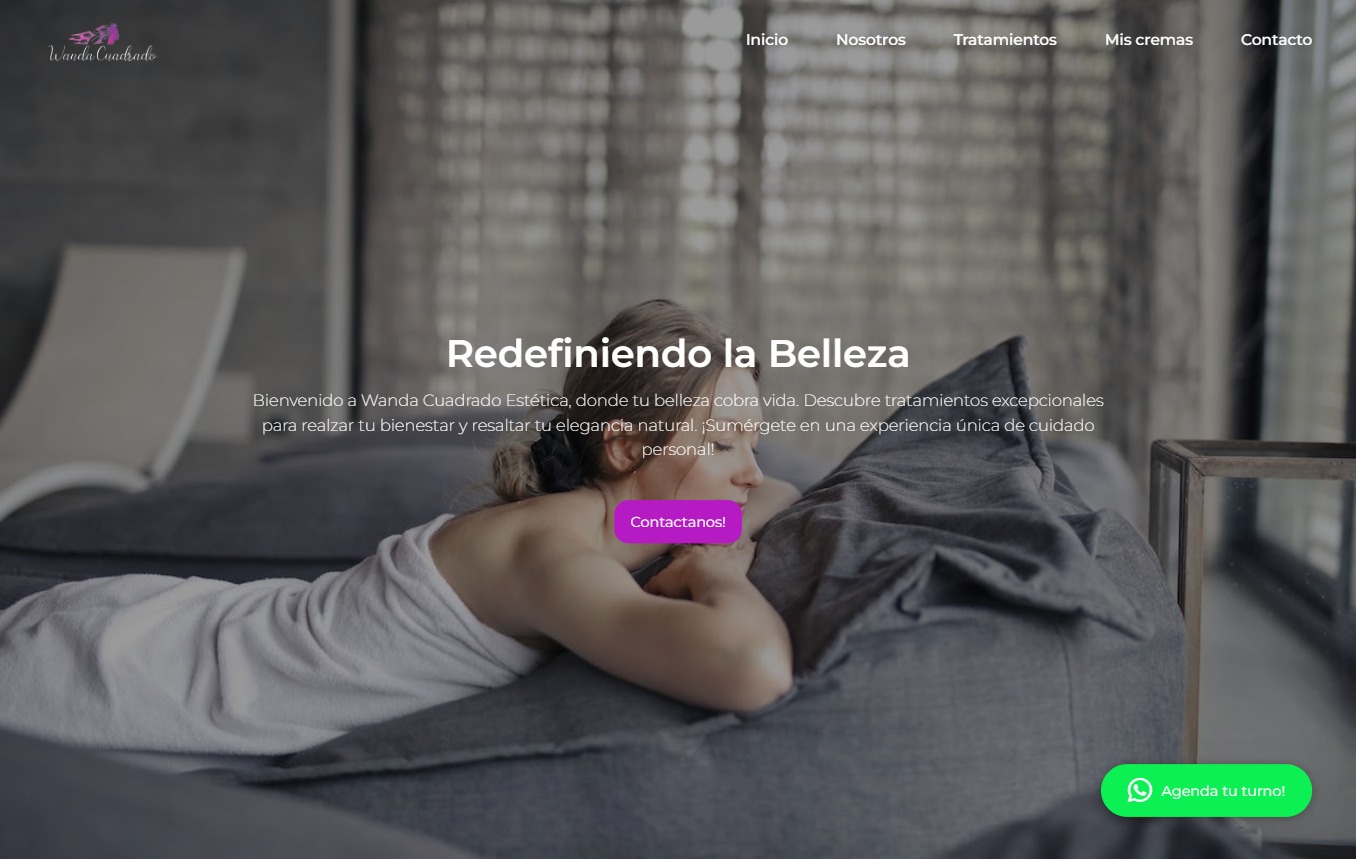 Wanda Cuadrado
Inicio
Nosotros
Tratamientos
Mis cremas
Contacto
Redefiniendo la Belleza
Bienvenido a Wanda Cuadrado Estética, donde tu belleza cobra vida. Descubre tratamientos excepcionales
para realzar tu bienestar y resaltar tu elegancia natural. ¡Sumérgete en una experiencia única de cuidado
personal!
Contactanos!
Agenda tu turno!